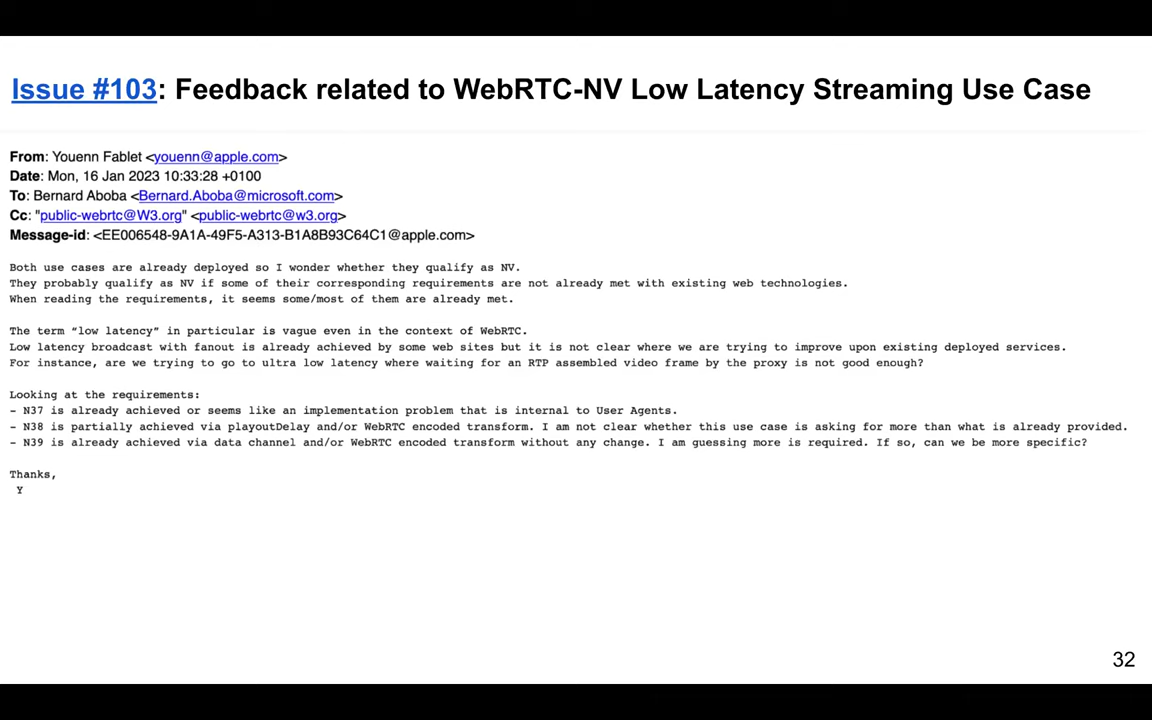 Issue #103: Feedback related to WebRTC-NV Low Latency Streaming Use Case
From: Youenn Fablet <youenn@apple.com>
Date: Mon, 16 Jan 2023 10:33:28 +0100
To: Bernard Aboba <Bernard.Aboba@microsoft.com>
Cc: "public-webrtc@W3.org" <public-webrtc@w3.org>
Message-id: <EE006548-9A1A-49F5-A313-B1A8B93C64C1@apple.com>
Both use cases are already deployed so I wonder whether they qualify as NV.
They probably qualify as NV if some of their corresponding requirements are not already met with existing web technologies.
When reading the requirements, it seems some/most of them are already met.
The term “low latency” in particular is vague even in the context of WebRTC.
Low latency broadcast with fanout is already achieved by some web sites but it is not clear where we are trying to improve upon existing deployed services.
For instance, are we trying to go to ultra low latency where waiting for an RTP assembled video frame by the proxy is not good enough?
Looking at the requirements:
- N37 is already achieved or seems like an implementation problem that is internal to User Agents.
- N38 is partially achieved via playoutDelay and/or WebRTC encoded transform. I am not clear whether this use case is asking for more than what is already provided.
- N39 is already achieved via data channel and/or WebRTC encoded transform without any change. I am guessing more is required. If so, can we be more specific?
Thanks,
Y
32